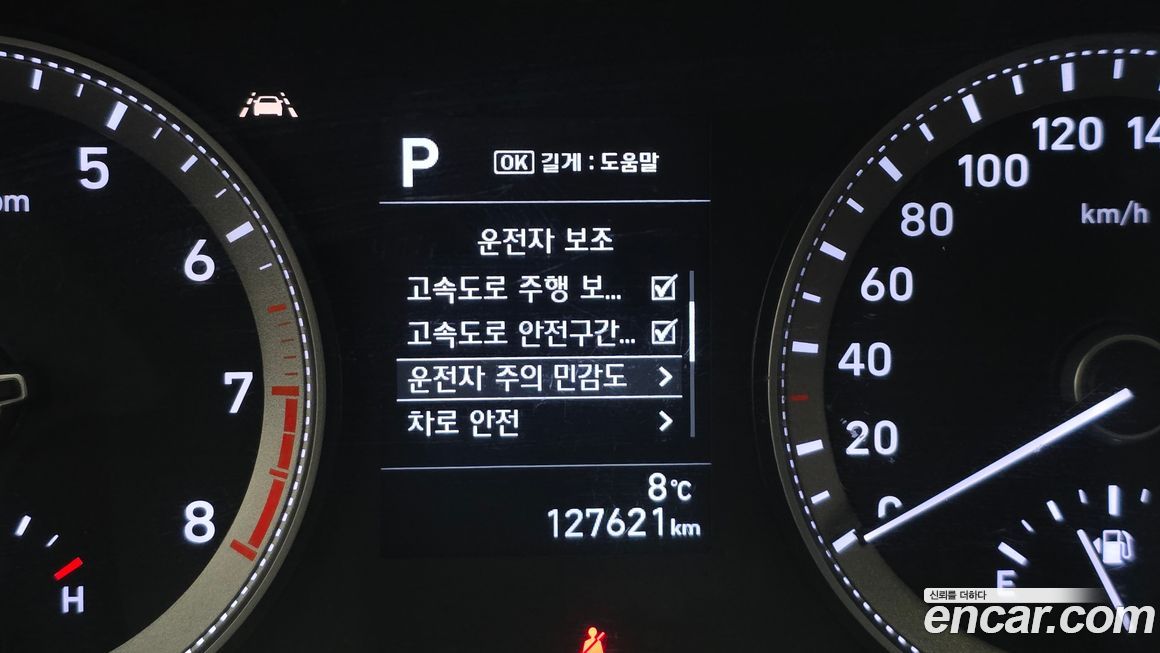 P
OK 길게 : 도움말
운전자 보조
고속도로 주행 보...
고속도로 안전구간...
운전자 주의 민감도
차로 안전
8°C
127621km
5
6
7
8
H
0
20
40
60
80
100
120
km/h
E
신뢰를 더하다
encar.com